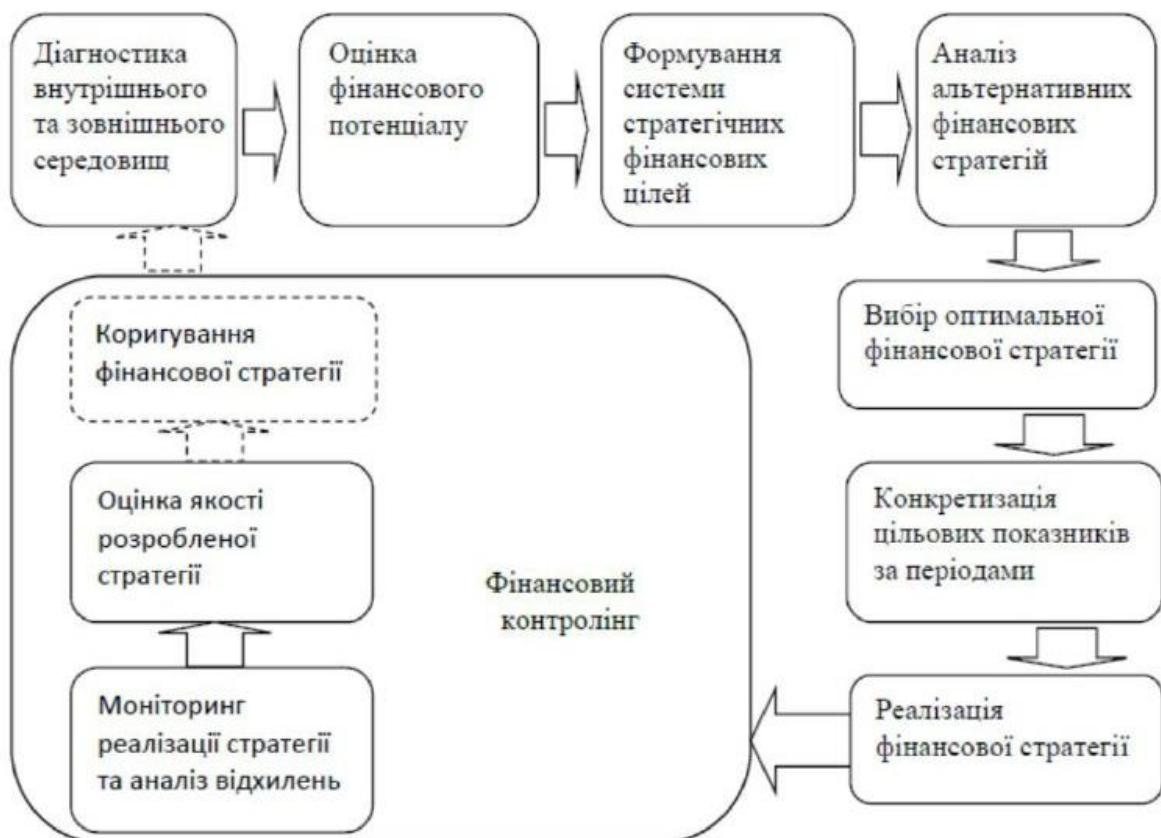 Діагностика
внутрішнього
та зовнішнього
середовищ
Оцінка
фінансового
потенціалу
Формування
системи
стратегічних
фінансових
цілей
Аналіз
альтернативних
фінансових
стратегій
Вибір оптимальної
фінансової стратегії
Конкретизація
цільових показників
за періодами
Реалізація
фінансової стратегії
Фінансовий
контролінг
Моніторинг
реалізації стратегії
та аналіз відхилень
Оцінка якості
розробленої
стратегії
Коригування
фінансової стратегії